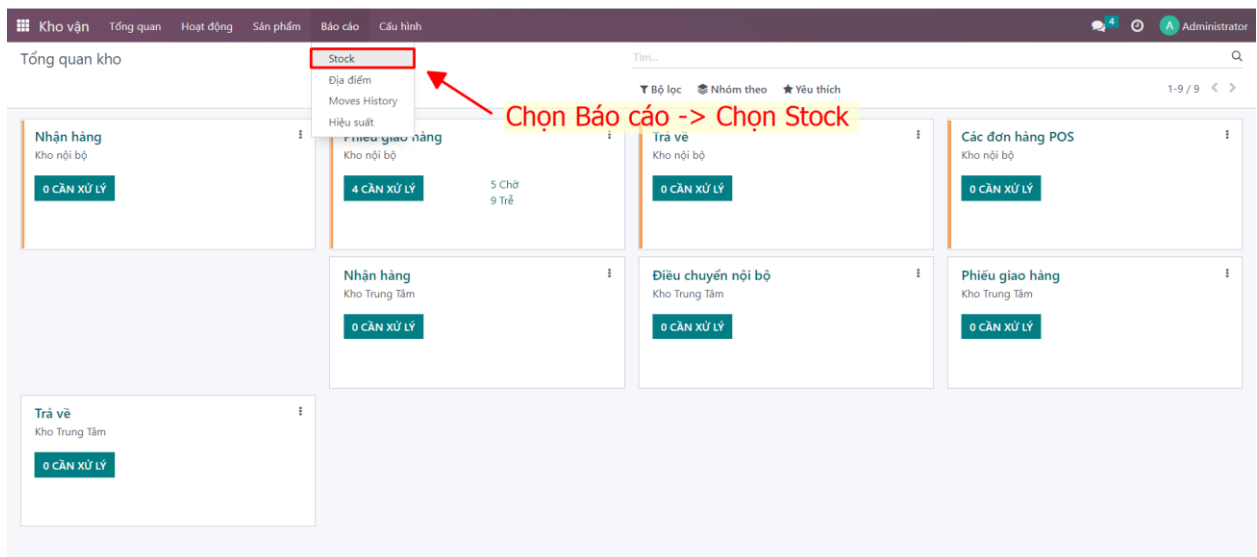 Kho vận Tổng quan Hoạt động Sản phẩm Báo cáo Cấu hình 4 A Administrator
Tổng quan kho
Tìm...
Stock
Địa điểm
Moves History
Hiệu suất
Bộ lọc Nhóm theo Yêu thích 1-9 / 9
Chọn Báo cáo -> Chọn Stock
Nhận hàng
Kho nội bộ
0 CẦN XỬ LÝ
Phiếu giao hàng
Kho nội bộ
4 CẦN XỬ LÝ
5 Chờ
9 Trễ
Trả về
Kho nội bộ
0 CẦN XỬ LÝ
Các đơn hàng POS
Kho nội bộ
0 CẦN XỬ LÝ
Nhận hàng
Kho Trung Tâm
0 CẦN XỬ LÝ
Điều chuyển nội bộ
Kho Trung Tâm
0 CẦN XỬ LÝ
Phiếu giao hàng
Kho Trung Tâm
0 CẦN XỬ LÝ
Trả về
Kho Trung Tâm
0 CẦN XỬ LÝ